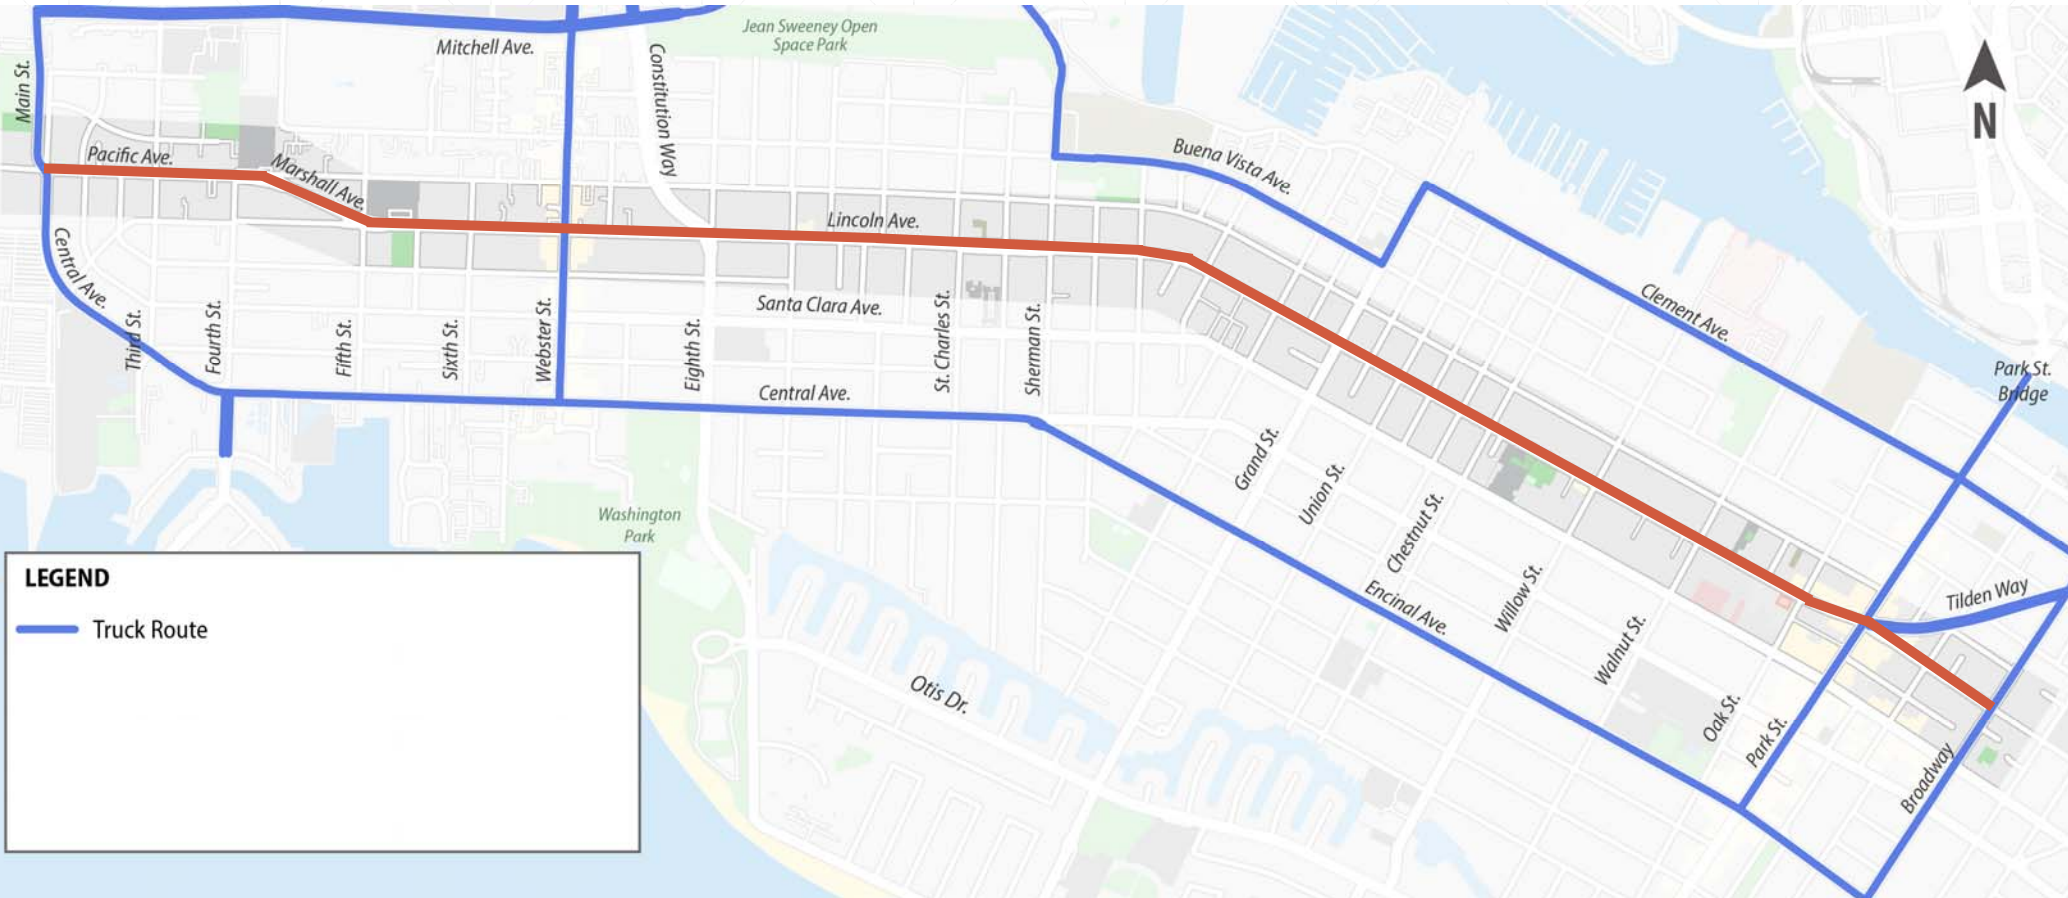 Jean Sweeney Open
Space Park
Mitchell Ave.
Main St.
Constitution Way
N
Pacific Ave.
Marshall Ave.
Buena Vista Ave.
Lincoln Ave.
Central Ave.
Clement Ave.
Santa Clara Ave.
Third St.
Fourth St.
Fifth St.
Sixth St.
Webster St.
Eighth St.
St. Charles St.
Sherman St.
Park St.
Bridge
Central Ave.
Grand St.
Union St.
Chestnut St.
Washington
Park
Encinal Ave.
Willow St.
Walnut St.
Tilden Way
LEGEND
Truck Route
Otis Dr.
Oak St.
Park St.
Broadway